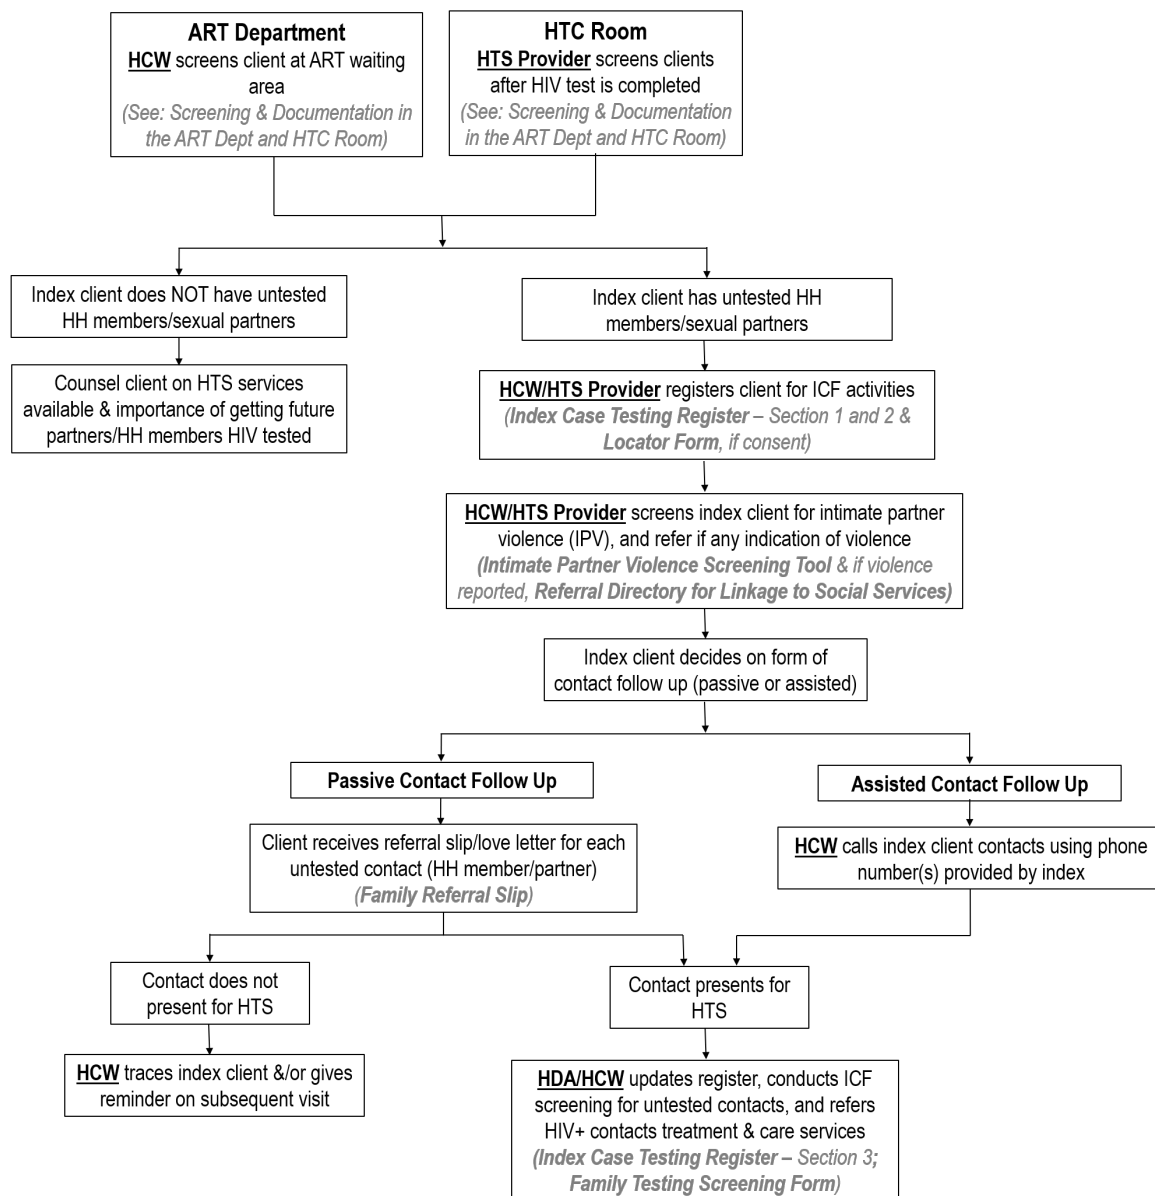 ART Department
HCW screens client at ART waiting
area
(See: Screening & Documentation in
the ART Dept and HTC Room)
HTC Room
HTS Provider screens clients
after HIV test is completed
(See: Screening & Documentation
in the ART Dept and HTC Room)
Index client does NOT have untested
HH members/sexual partners
Index client has untested HH
members/sexual partners
Counsel client on HTS services
available & importance of getting future
partners/HH members HIV tested
HCW/HTS Provider registers client for ICF activities
(Index Case Testing Register – Section 1 and 2 &
Locator Form, if consent)
HCW/HTS Provider screens index client for intimate partner
violence (IPV), and refer if any indication of violence
(Intimate Partner Violence Screening Tool & if violence
reported, Referral Directory for Linkage to Social Services)
Index client decides on form of
contact follow up (passive or assisted)
Passive Contact Follow Up
Assisted Contact Follow Up
Client receives referral slip/love letter for each
untested contact (HH member/partner)
(Family Referral Slip)
HCW calls index client contacts using phone
number(s) provided by index
Contact does not
present for HTS
Contact presents for
HTS
HCW traces index client &/or gives
reminder on subsequent visit
HDA/HCW updates register, conducts ICF
screening for untested contacts, and refers
HIV+ contacts treatment & care services
(Index Case Testing Register – Section 3;
Family Testing Screening Form)